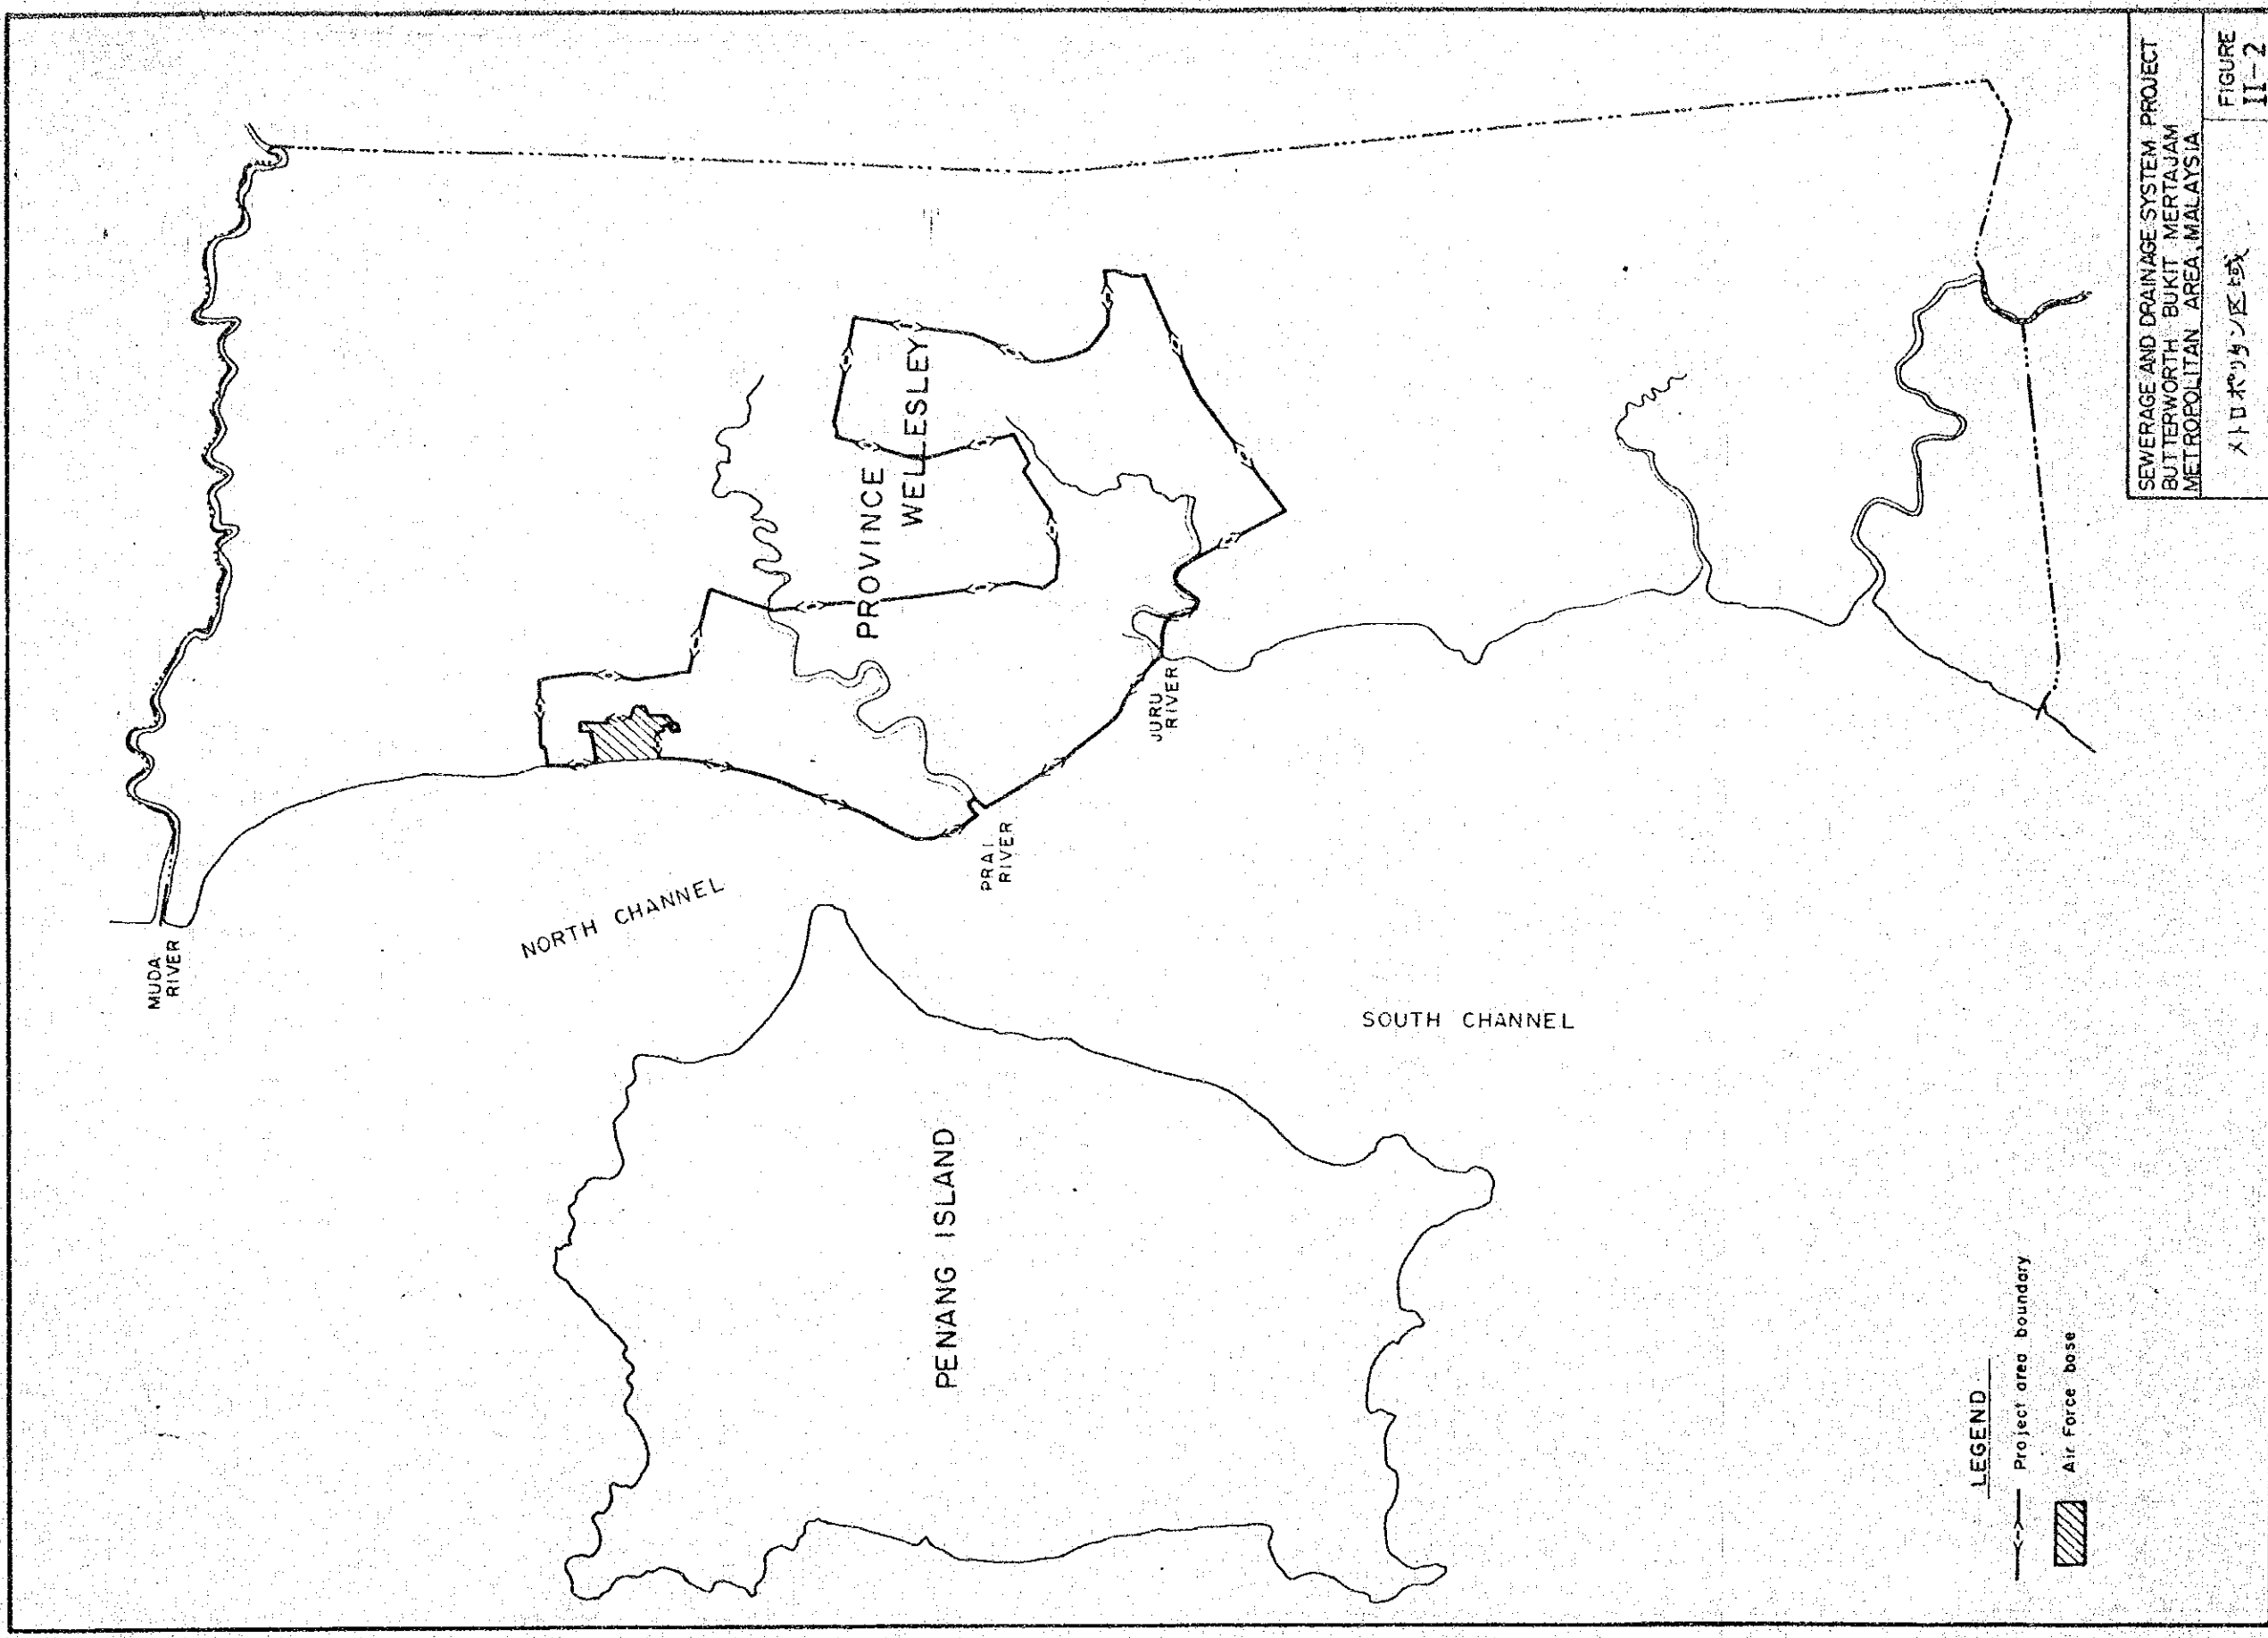 MUDA
RIVER
NORTH CHANNEL
PROVINCE
WELLESLEY
PRAI
RIVER
JURU
RIVER
SOUTH CHANNEL
PENANG ISLAND
LEGEND
Project area boundary
Air Force base
SEWERAGE AND DRAINAGE SYSTEM PROJECT
BUTTERWORTH BUKIT MERTAJAM
METROPOLITAN AREA, MALAYSIA
メトロポリタン区域
FIGURE
II-2